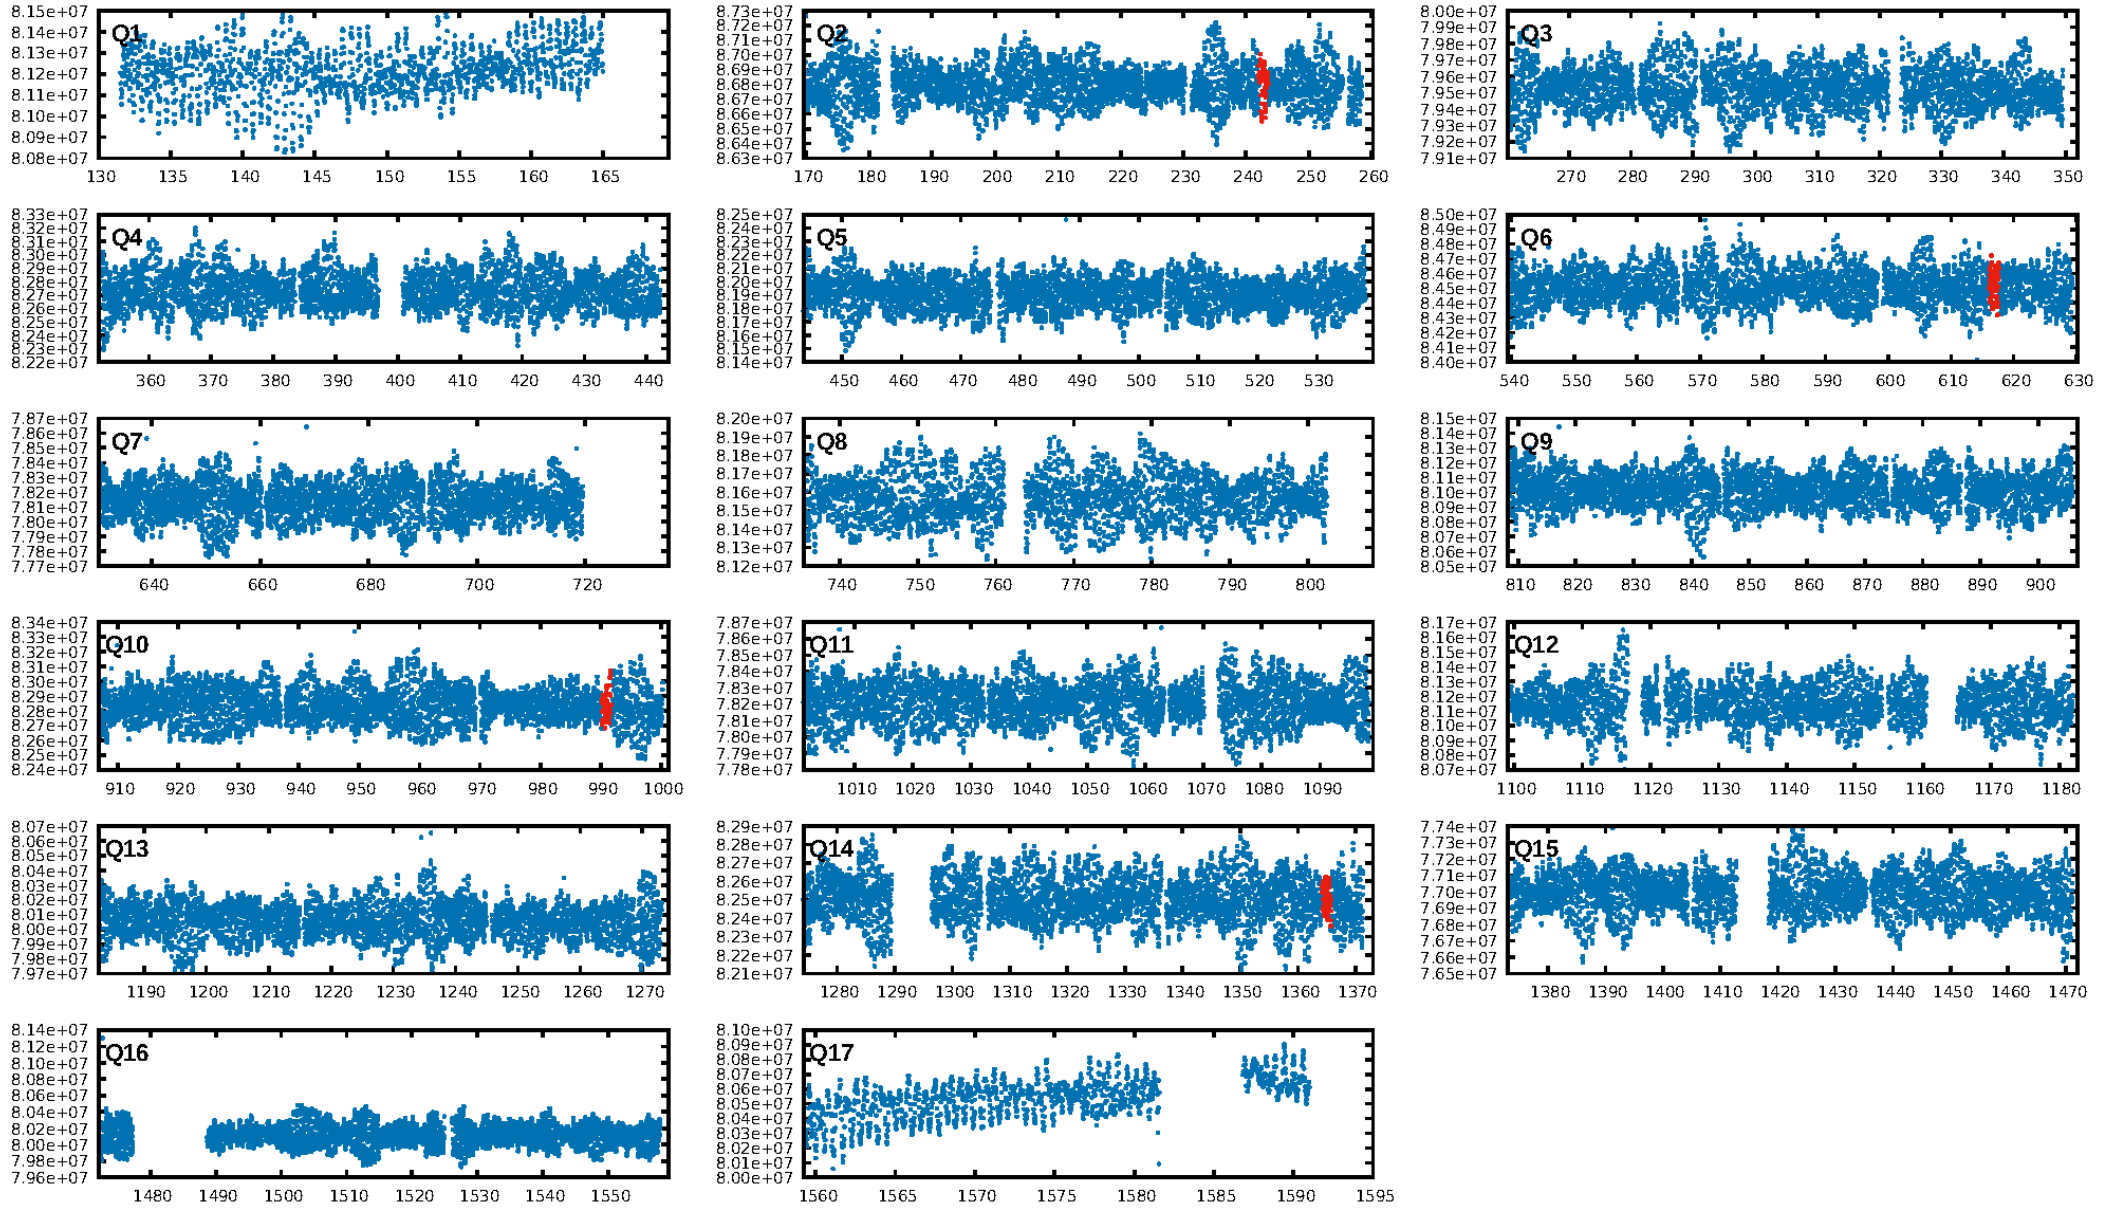 8.15e+07
8.14e+07
8.13e+07
8.12e+07
8.11e+07
8.10e+07
8.09e+07
8.08e+07
Q1
130 135 140 145 150 155 160 165
8.73e+07
8.72e+07
8.71e+07
8.70e+07
8.69e+07
8.68e+07
8.67e+07
8.66e+07
8.65e+07
8.64e+07
8.63e+07
Q2
170 180 190 200 210 220 230 240 250 260
8.00e+07
7.99e+07
7.98e+07
7.97e+07
7.96e+07
7.95e+07
7.94e+07
7.93e+07
7.92e+07
7.91e+07
Q3
270 280 290 300 310 320 330 340 350
8.33e+07
8.32e+07
8.31e+07
8.30e+07
8.29e+07
8.28e+07
8.27e+07
8.26e+07
8.25e+07
8.24e+07
8.23e+07
8.22e+07
Q4
360 370 380 390 400 410 420 430 440
8.25e+07
8.24e+07
8.23e+07
8.22e+07
8.21e+07
8.20e+07
8.19e+07
8.18e+07
8.17e+07
8.16e+07
8.15e+07
8.14e+07
Q5
450 460 470 480 490 500 510 520 530
8.50e+07
8.49e+07
8.48e+07
8.47e+07
8.46e+07
8.45e+07
8.44e+07
8.43e+07
8.42e+07
8.41e+07
8.40e+07
Q6
540 550 560 570 580 590 600 610 620 630
7.87e+07
7.86e+07
7.85e+07
7.84e+07
7.83e+07
7.82e+07
7.81e+07
7.80e+07
7.79e+07
7.78e+07
7.77e+07
Q7
640 660 680 700 720
8.20e+07
8.19e+07
8.18e+07
8.17e+07
8.16e+07
8.15e+07
8.14e+07
8.13e+07
8.12e+07
Q8
740 750 760 770 780 790 800
8.15e+07
8.14e+07
8.13e+07
8.12e+07
8.11e+07
8.10e+07
8.09e+07
8.08e+07
8.07e+07
8.06e+07
8.05e+07
Q9
810 820 830 840 850 860 870 880 890 900
8.34e+07
8.33e+07
8.32e+07
8.31e+07
8.30e+07
8.29e+07
8.28e+07
8.27e+07
8.26e+07
8.25e+07
8.24e+07
Q10
910 920 930 940 950 960 970 980 990 1000
7.87e+07
7.86e+07
7.85e+07
7.84e+07
7.83e+07
7.82e+07
7.81e+07
7.80e+07
7.79e+07
7.78e+07
Q11
1010 1020 1030 1040 1050 1060 1070 1080 1090
8.17e+07
8.16e+07
8.15e+07
8.14e+07
8.13e+07
8.12e+07
8.11e+07
8.10e+07
8.09e+07
8.08e+07
8.07e+07
Q12
1100 1110 1120 1130 1140 1150 1160 1170 1180
8.07e+07
8.06e+07
8.05e+07
8.04e+07
8.03e+07
8.02e+07
8.01e+07
8.00e+07
7.99e+07
7.98e+07
7.97e+07
Q13
1190 1200 1210 1220 1230 1240 1250 1260 1270
8.29e+07
8.28e+07
8.27e+07
8.26e+07
8.25e+07
8.24e+07
8.23e+07
8.22e+07
8.21e+07
Q14
1280 1290 1300 1310 1320 1330 1340 1350 1360 1370
7.74e+07
7.73e+07
7.72e+07
7.71e+07
7.70e+07
7.69e+07
7.68e+07
7.67e+07
7.66e+07
7.65e+07
Q15
1380 1390 1400 1410 1420 1430 1440 1450 1460 1470
8.14e+07
8.12e+07
8.10e+07
8.08e+07
8.06e+07
8.04e+07
8.02e+07
8.00e+07
7.98e+07
7.96e+07
Q16
1480 1490 1500 1510 1520 1530 1540 1550
8.10e+07
8.09e+07
8.08e+07
8.07e+07
8.06e+07
8.05e+07
8.04e+07
8.03e+07
8.02e+07
8.01e+07
8.00e+07
Q17
1560 1565 1570 1575 1580 1585 1590 1595